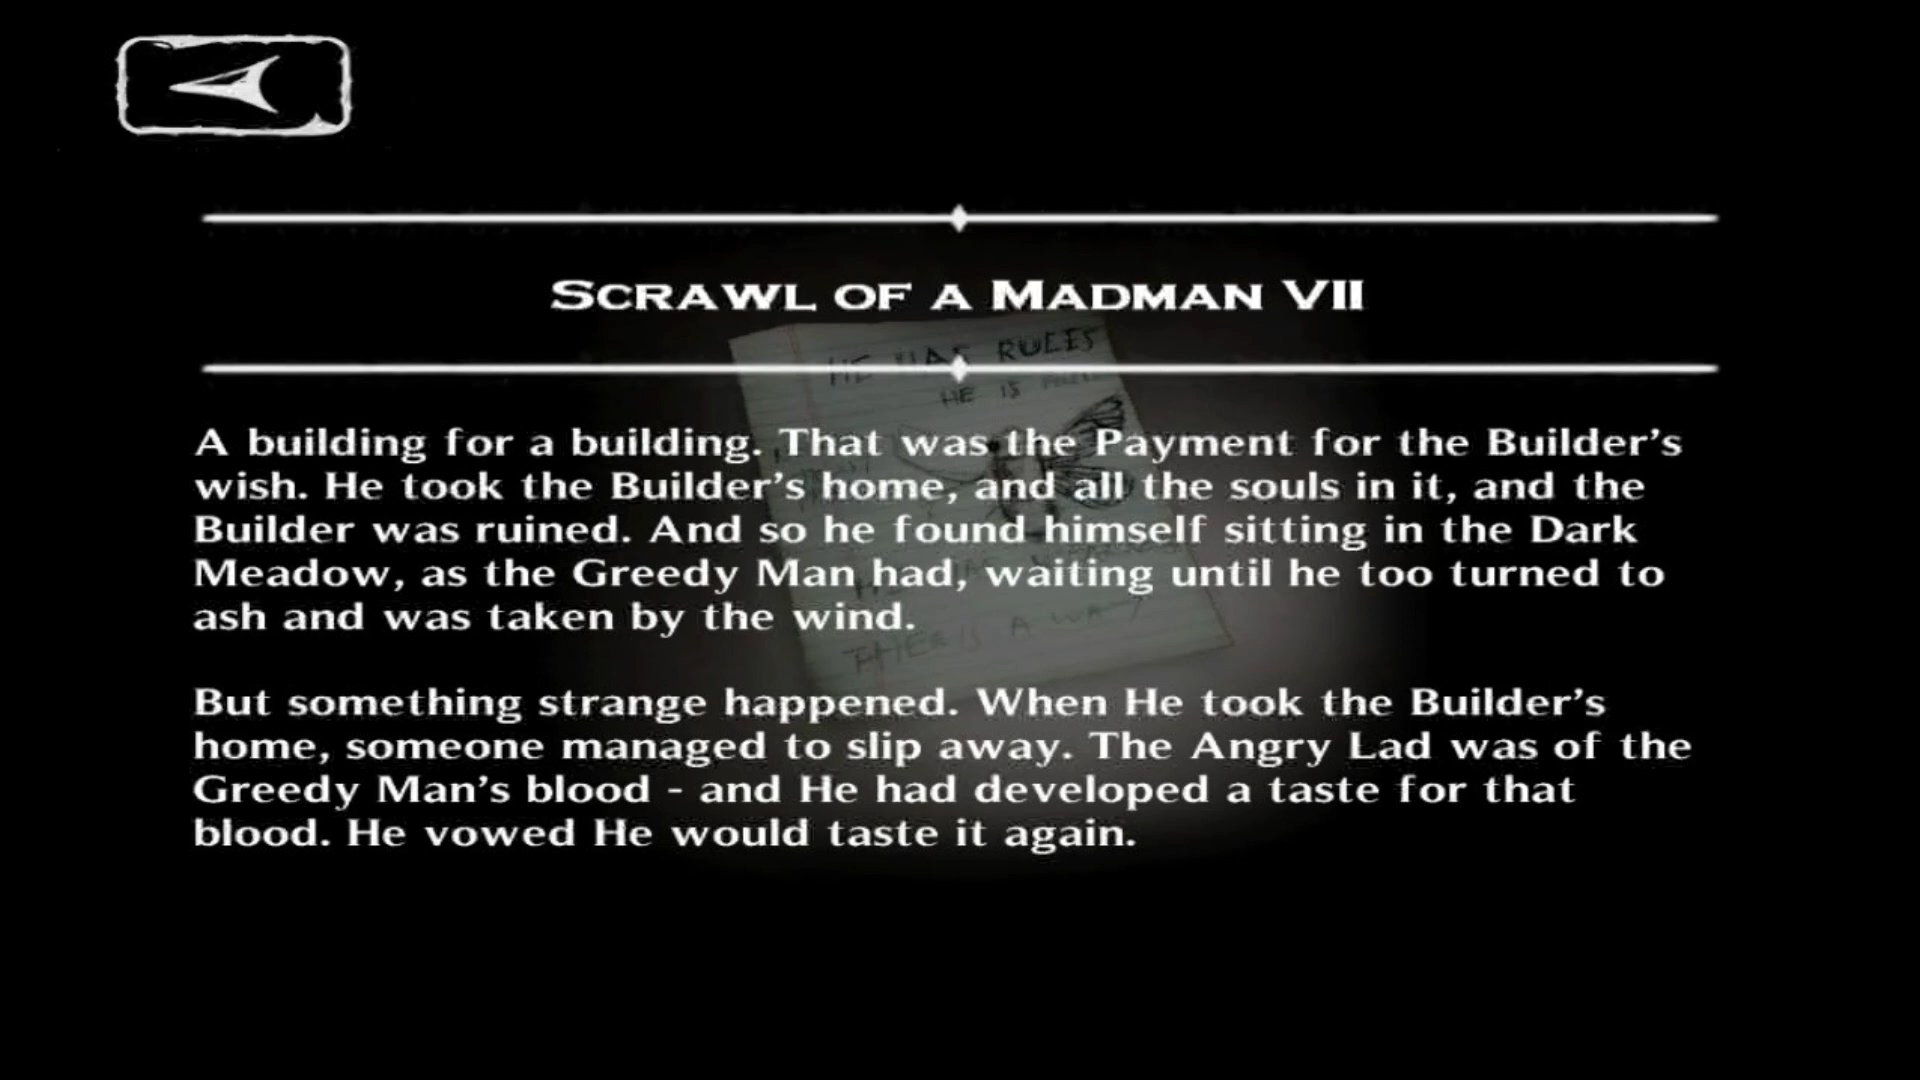 SCRAWL OF A MADMAN VII
HE HAS RULES
HE IS
A building for a building. That was the Payment for the Builder's
wish. He took the Builder's home, and all the souls in it, and the
Builder was ruined. And so he found himself sitting in the Dark
Meadow, as the Greedy Man had, waiting until he too turned to
ash and was taken by the wind.
But something strange happened. When He took the Builder's
home, someone managed to slip away. The Angry Lad was of the
Greedy Man's blood - and He had developed a taste for that
blood. He vowed He would taste it again.